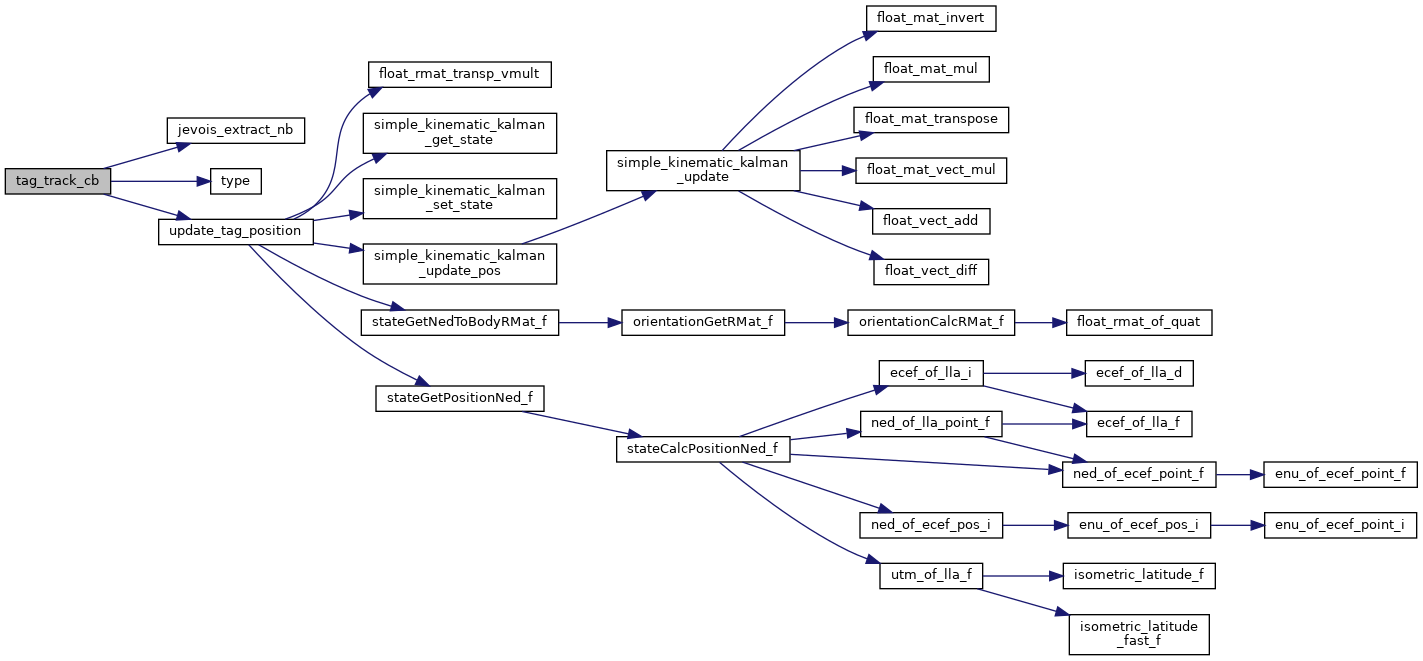 tag_track_cb
jevois_extract_nb
type
update_tag_position
float_rmat_transp_vmult
simple_kinematic_kalman
_get_state
simple_kinematic_kalman
_set_state
simple_kinematic_kalman
_update_pos
stateGetNedToBodyRMat_f
stateGetPositionNed_f
simple_kinematic_kalman
_update
orientationGetRMat_f
stateCalcPositionNed_f
float_mat_invert
float_mat_mul
float_mat_transpose
float_mat_vect_mul
float_vect_add
float_vect_diff
orientationCalcRMat_f
ecef_of_lla_i
ned_of_lla_point_f
ned_of_ecef_pos_i
utm_of_lla_f
float_rmat_of_quat
ecef_of_lla_d
ecef_of_lla_f
ned_of_ecef_point_f
enu_of_ecef_pos_i
isometric_latitude_f
isometric_latitude
_fast_f
enu_of_ecef_point_f
enu_of_ecef_point_i